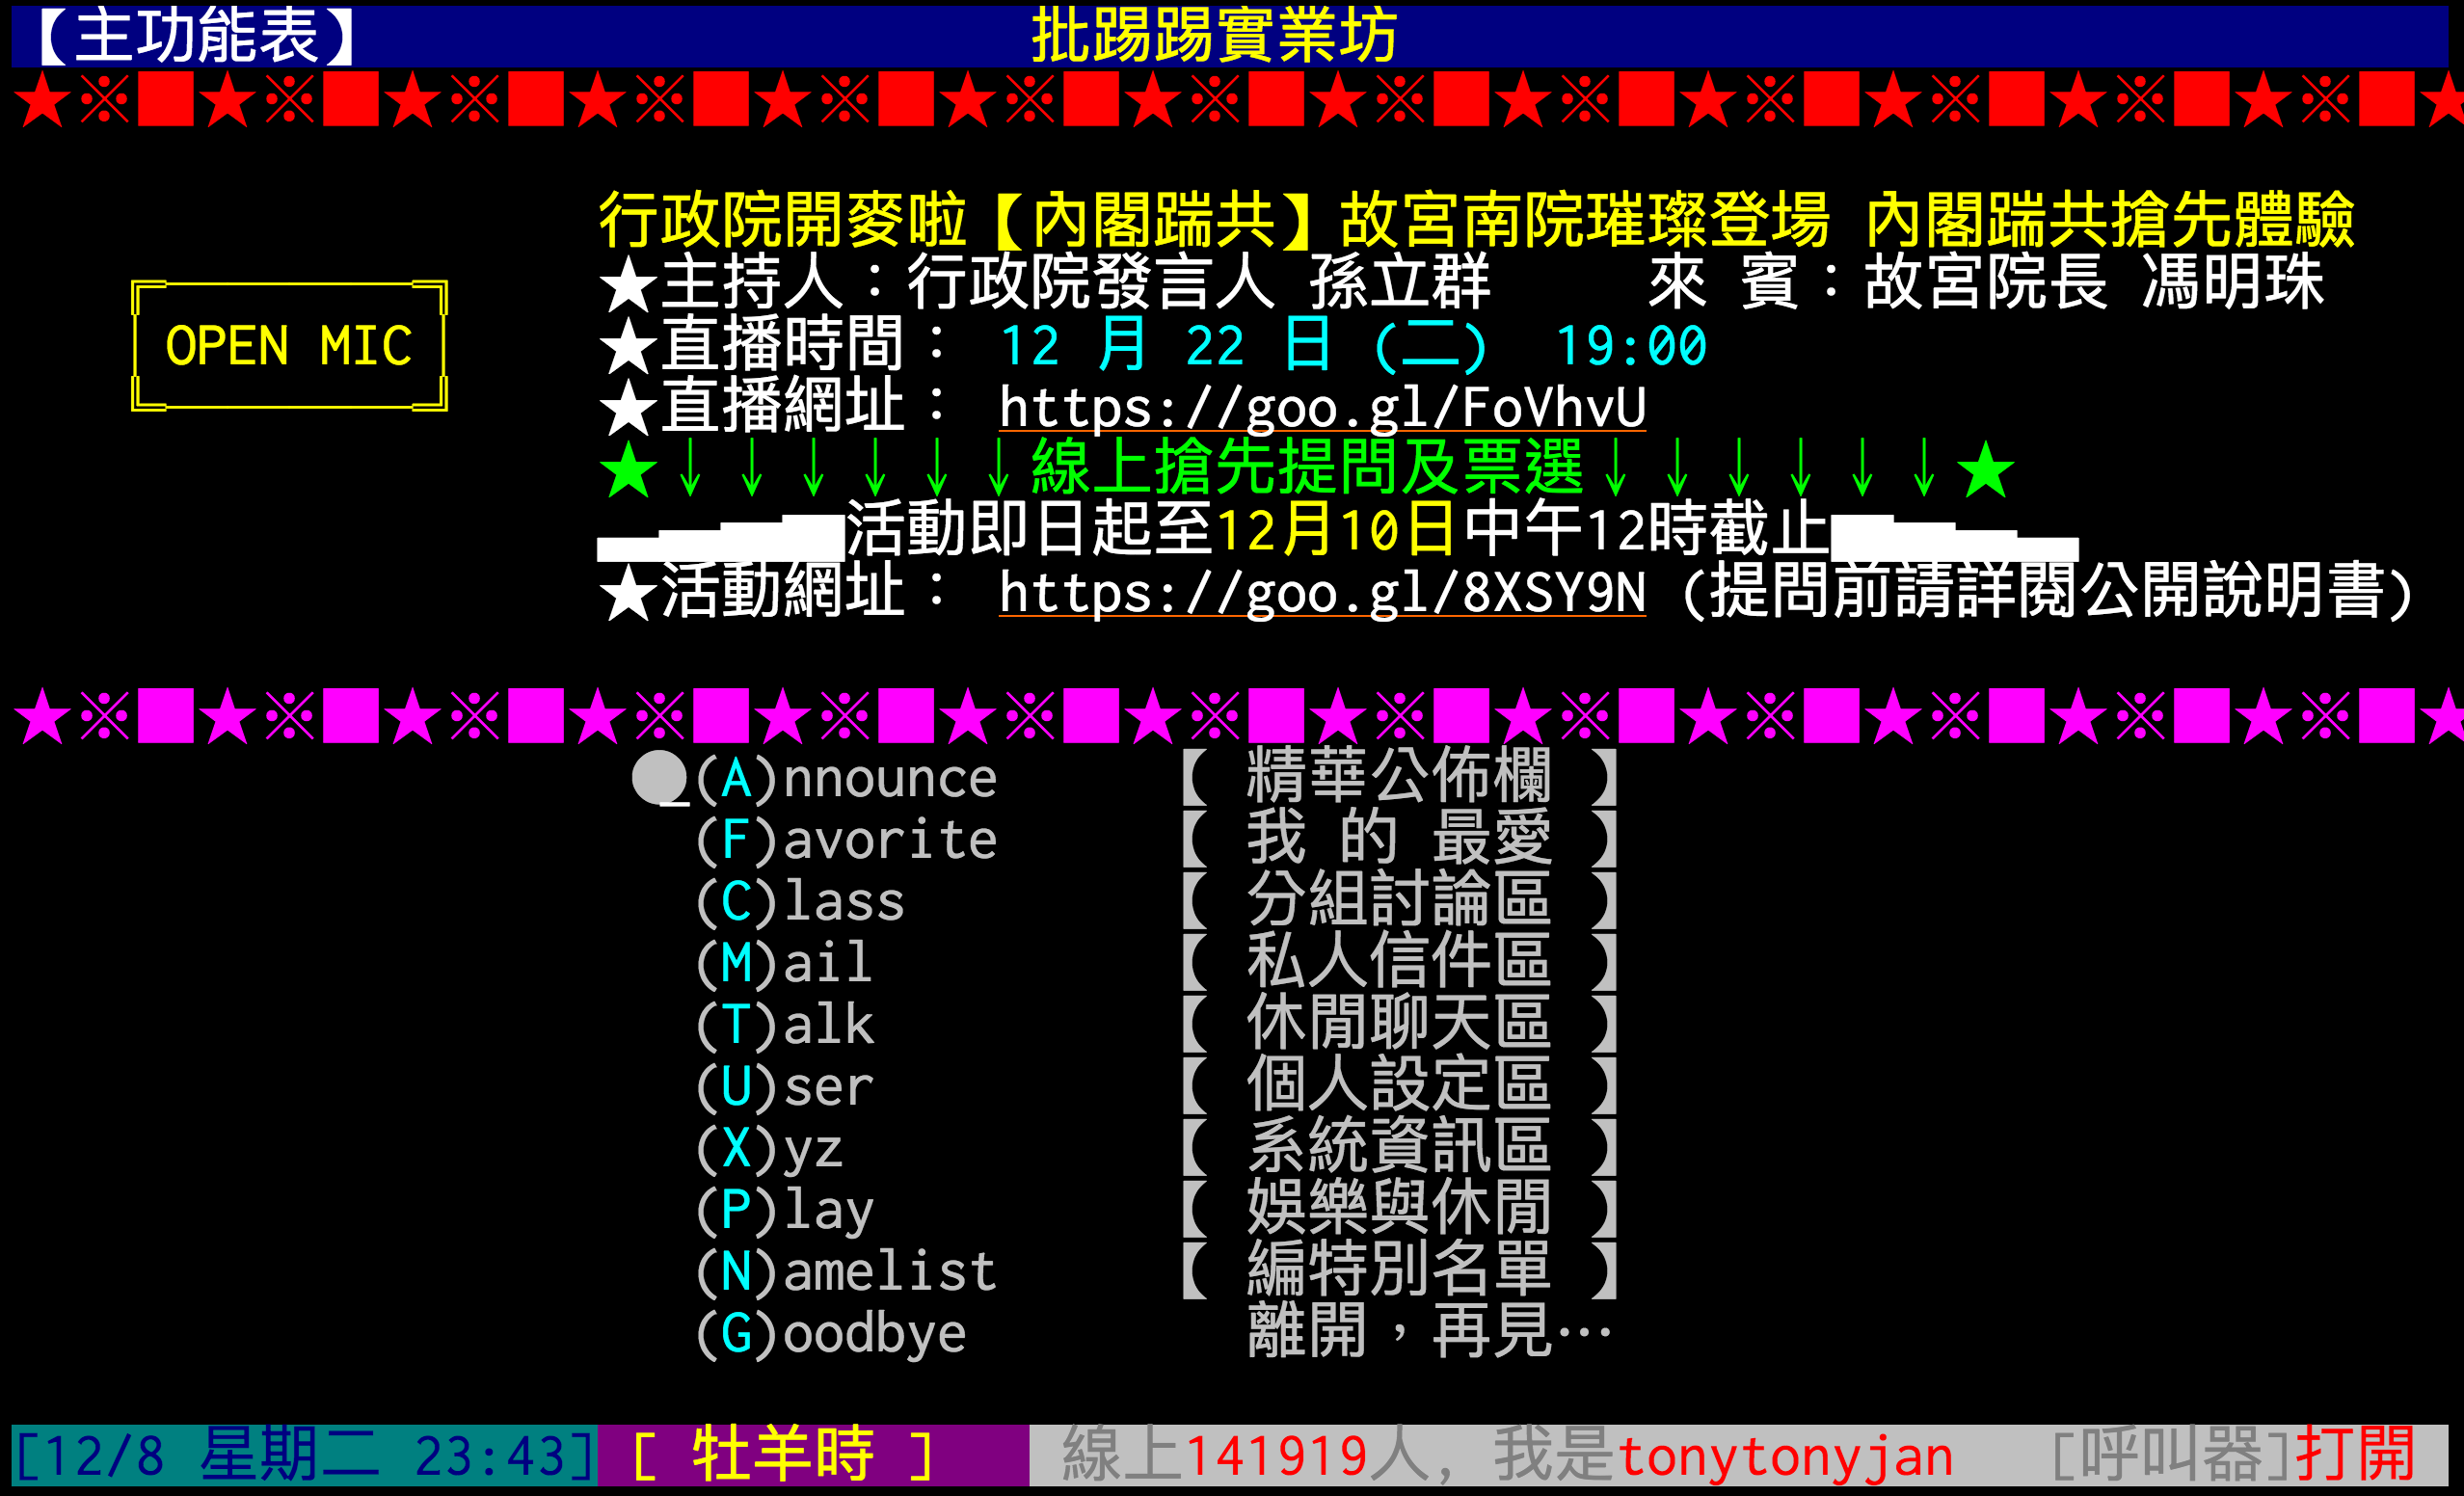 【主功能表】 批踢踢實業坊
★※■★※■★※■★※■★※■★※■★※■★※■★※■★※■★※■★※■★※■★
行政院開麥啦【內閣踹共】故宮南院璀璨登場 內閣踹共搶先體驗
★主持人：行政院發言人 孫立群 來 賓：故宮院長 馮明珠
OPEN MIC
★直播時間： 12 月 22 日 (二) 19:00
★直播網址： https://goo.gl/FoVhvU
★↓↓↓↓↓↓線上搶先提問及票選↓↓↓↓↓↓★
▃▄▅▆活動即日起至12月10日中午12時截止▆▅▄▃
★活動網址： https://goo.gl/8XSY9N (提問前請詳閱公開說明書)
★※■★※■★※■★※■★※■★※■★※■★※■★※■★※■★※■★※■★※■★
●(A)nnounce 【 精華公佈欄 】
(F)avorite 【 我 的 最愛 】
(C)lass 【 分組討論區 】
(M)ail 【 私人信件區 】
(T)alk 【 休閒聊天區 】
(U)ser 【 個人設定區 】
(X)yz 【 系統資訊區 】
(P)lay 【 娛樂與休閒 】
(N)amelist 【 編特別名單 】
(G)oodbye 離開，再見…
[12/8 星期二 23:43] [ 牡羊時 ] 線上141919人, 我是tonytonyjan [呼叫器]打開